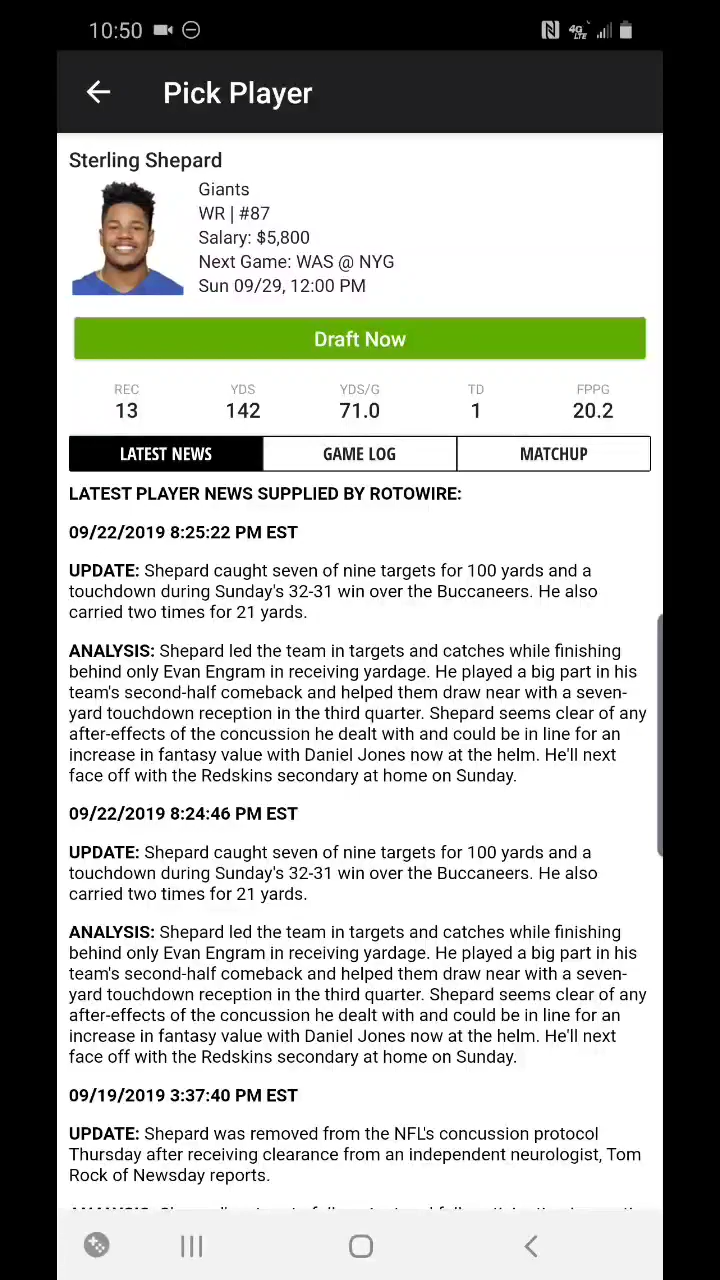 10:50
4G LTE
Pick Player
Sterling Shepard
Giants
WR | #87
Salary: $5,800
Next Game: WAS @ NYG
Sun 09/29, 12:00 PM
Draft Now
REC YDS YDS/G TD FPPG
13 142 71.0 1 20.2
LATEST NEWS GAME LOG MATCHUP
LATEST PLAYER NEWS SUPPLIED BY ROTOWIRE:
09/22/2019 8:25:22 PM EST
UPDATE: Shepard caught seven of nine targets for 100 yards and a
touchdown during Sunday's 32-31 win over the Buccaneers. He also
carried two times for 21 yards.
ANALYSIS: Shepard led the team in targets and catches while finishing
behind only Evan Engram in receiving yardage. He played a big part in his
team's second-half comeback and helped them draw near with a seven-
yard touchdown reception in the third quarter. Shepard seems clear of any
after-effects of the concussion he dealt with and could be in line for an
increase in fantasy value with Daniel Jones now at the helm. He'll next
face off with the Redskins secondary at home on Sunday.
09/22/2019 8:24:46 PM EST
UPDATE: Shepard caught seven of nine targets for 100 yards and a
touchdown during Sunday's 32-31 win over the Buccaneers. He also
carried two times for 21 yards.
ANALYSIS: Shepard led the team in targets and catches while finishing
behind only Evan Engram in receiving yardage. He played a big part in his
team's second-half comeback and helped them draw near with a seven-
yard touchdown reception in the third quarter. Shepard seems clear of any
after-effects of the concussion he dealt with and could be in line for an
increase in fantasy value with Daniel Jones now at the helm. He'll next
face off with the Redskins secondary at home on Sunday.
09/19/2019 3:37:40 PM EST
UPDATE: Shepard was removed from the NFL's concussion protocol
Thursday after receiving clearance from an independent neurologist, Tom
Rock of Newsday reports.